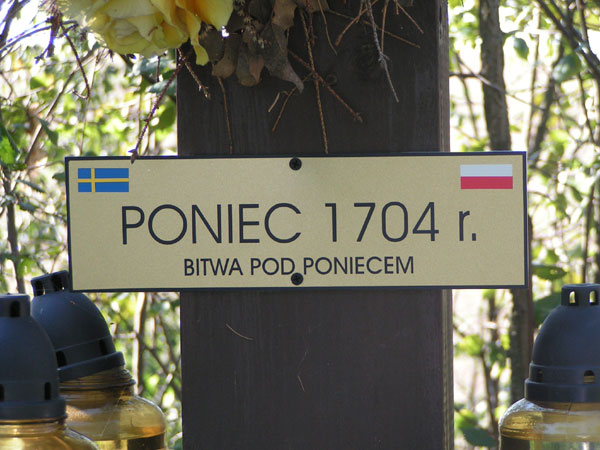 PONIEC 1704 r.
BITWA POD PONIECEM